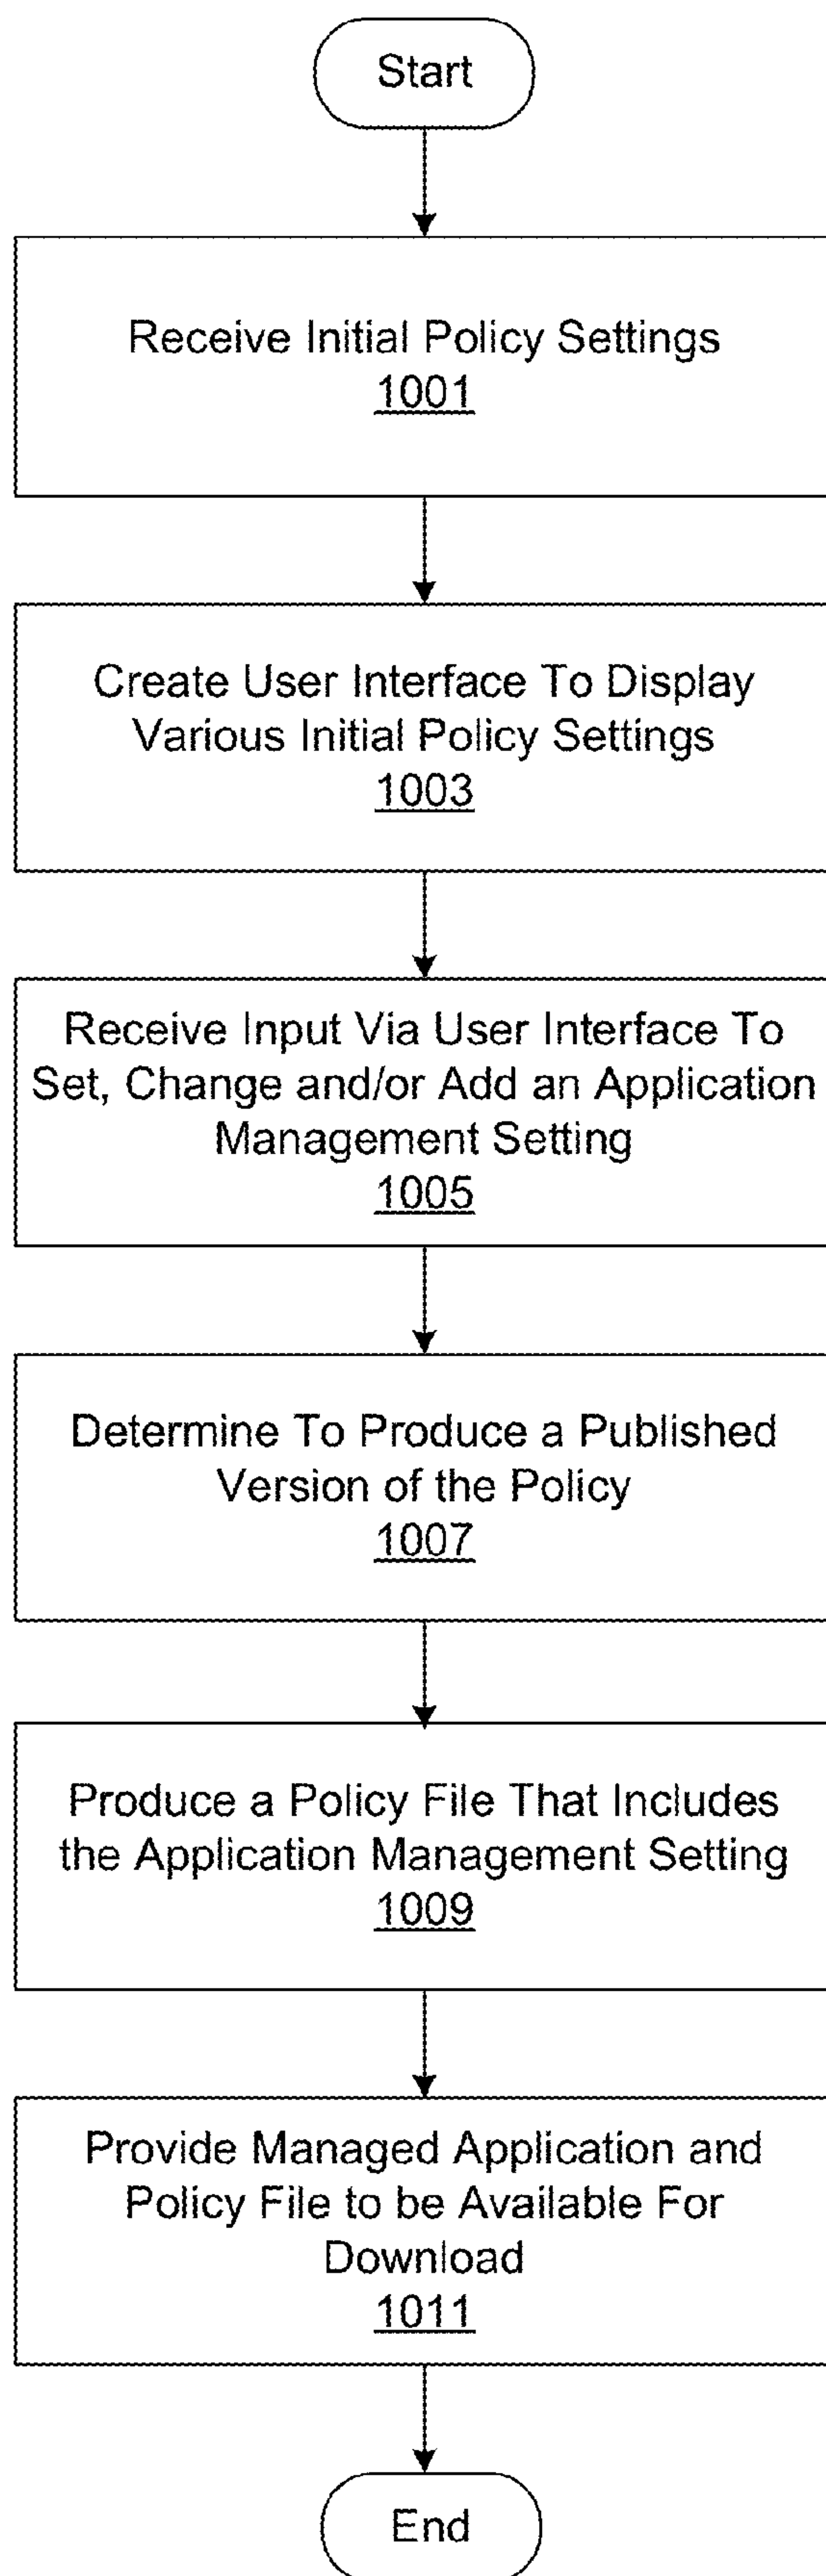 Start
Receive Initial Policy Settings
1001
Create User Interface To Display
Various Initial Policy Settings
1003
Receive Input Via User Interface To
Set, Change and/or Add an Application
Management Setting
1005
Determine To Produce a Published
Version of the Policy
1007
Produce a Policy File That Includes
the Application Management Setting
1009
Provide Managed Application and
Policy File to be Available For
Download
1011
End